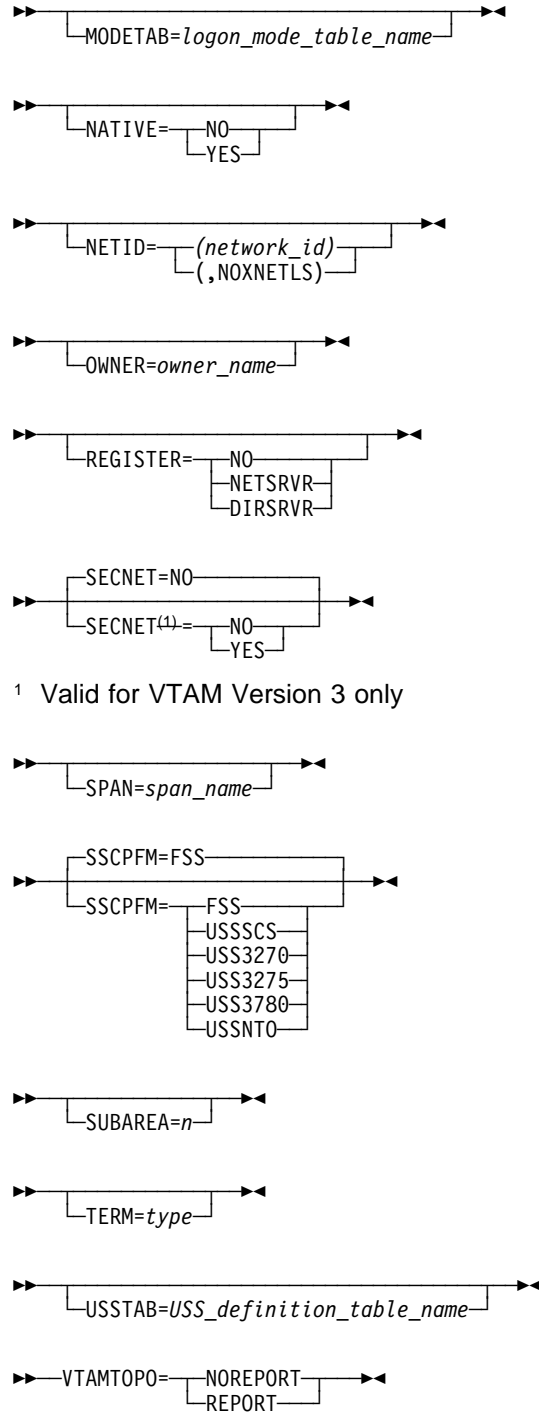 MODETAB=logon_mode_table_name
NATIVE= NO
YES
NETID= (network_id)
(,NOXNETLS)
OWNER=owner_name
REGISTER= NO
NETSRVR
DIRSRVR
SECNET=NO
SECNET(1)= NO
YES
1 Valid for VTAM Version 3 only
SPAN=span_name
SSCPFM=FSS
SSCPFM= FSS
USSSCS
USS3270
USS3275
USS3780
USSNTO
SUBAREA=n
TERM=type
USSTAB=USS_definition_table_name
VTAMTOPO= NOREPORT
REPORT